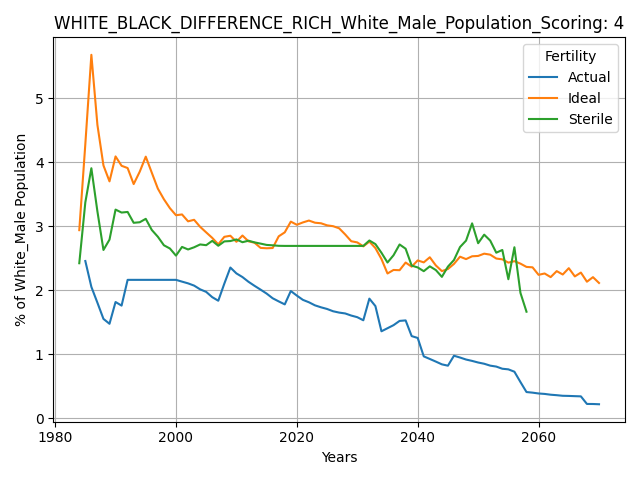 WHITE_BLACK_DIFFERENCE_RICH_White_Male_Population_Scoring: 4
Fertility
Actual
Ideal
Sterile
% of White_Male Population
5
4
3
2
1
0
1980 2000 2020 2040 2060
Years